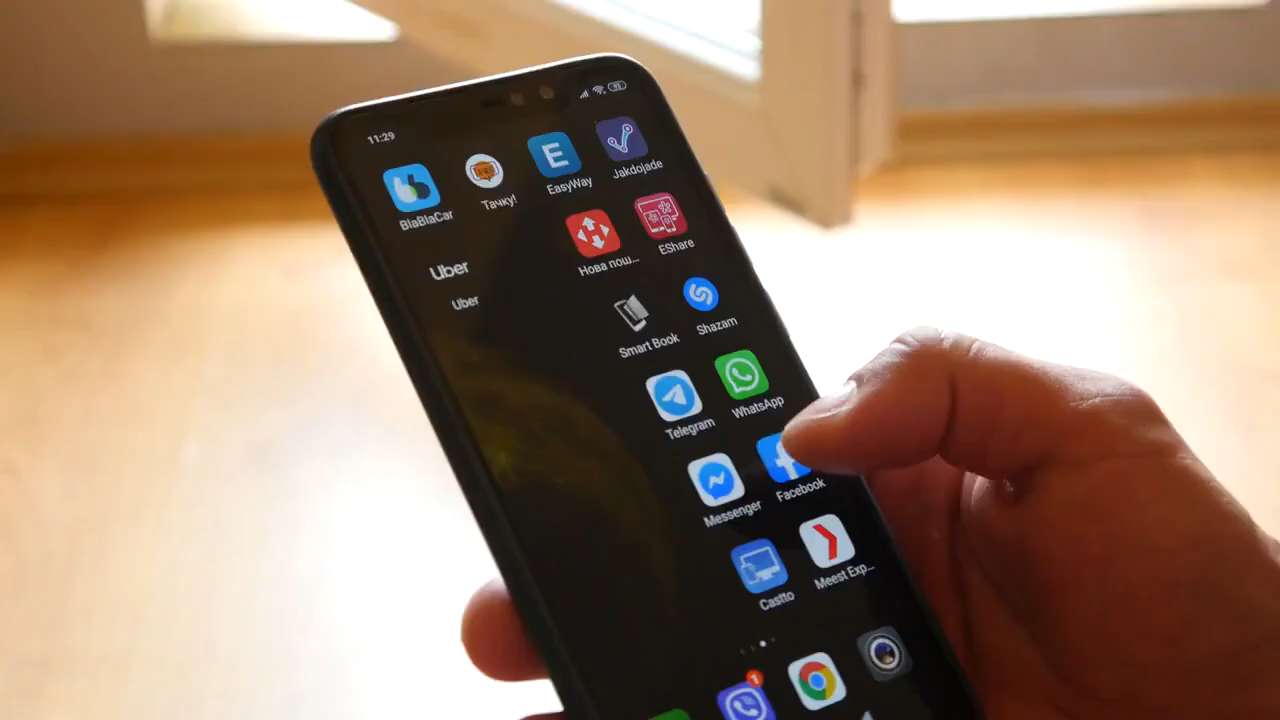 11:29
BlaBlaCar
Тачку!
E
EasyWay
Jakdojade
Uber
Uber
Нова пош...
EShare
Smart Book
Shazam
Telegram
WhatsApp
Messenger
Facebook
Castto
Meest Exp...
1